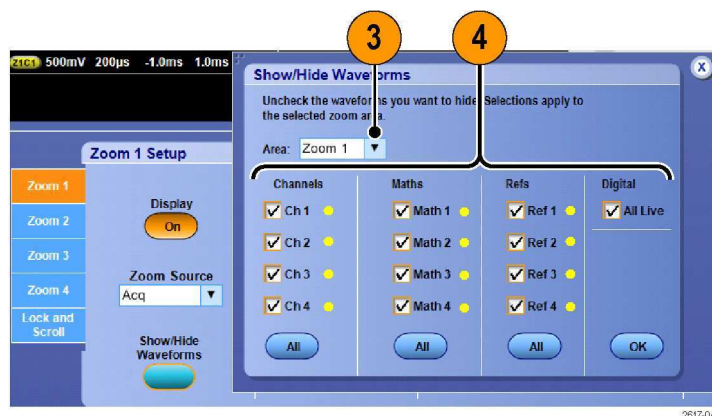 3 4
Z1C1 500mV 200µs -1.0ms 1.0ms
Show/Hide Waveforms
X
Uncheck the waveforms you want to hide. Selections apply to
the selected zoom area.
Area: Zoom 1
Zoom 1 Setup
Zoom 1
Zoom 2
Zoom 3
Zoom 4
Lock and
Scroll
Display
On
Zoom Source
Acq
Show/Hide
Waveforms
Channels Maths Refs Digital
Ch 1 Math 1 Ref 1 All Live
Ch 2 Math 2 Ref 2
Ch 3 Math 3 Ref 3
Ch 4 Math 4 Ref 4
All All All OK